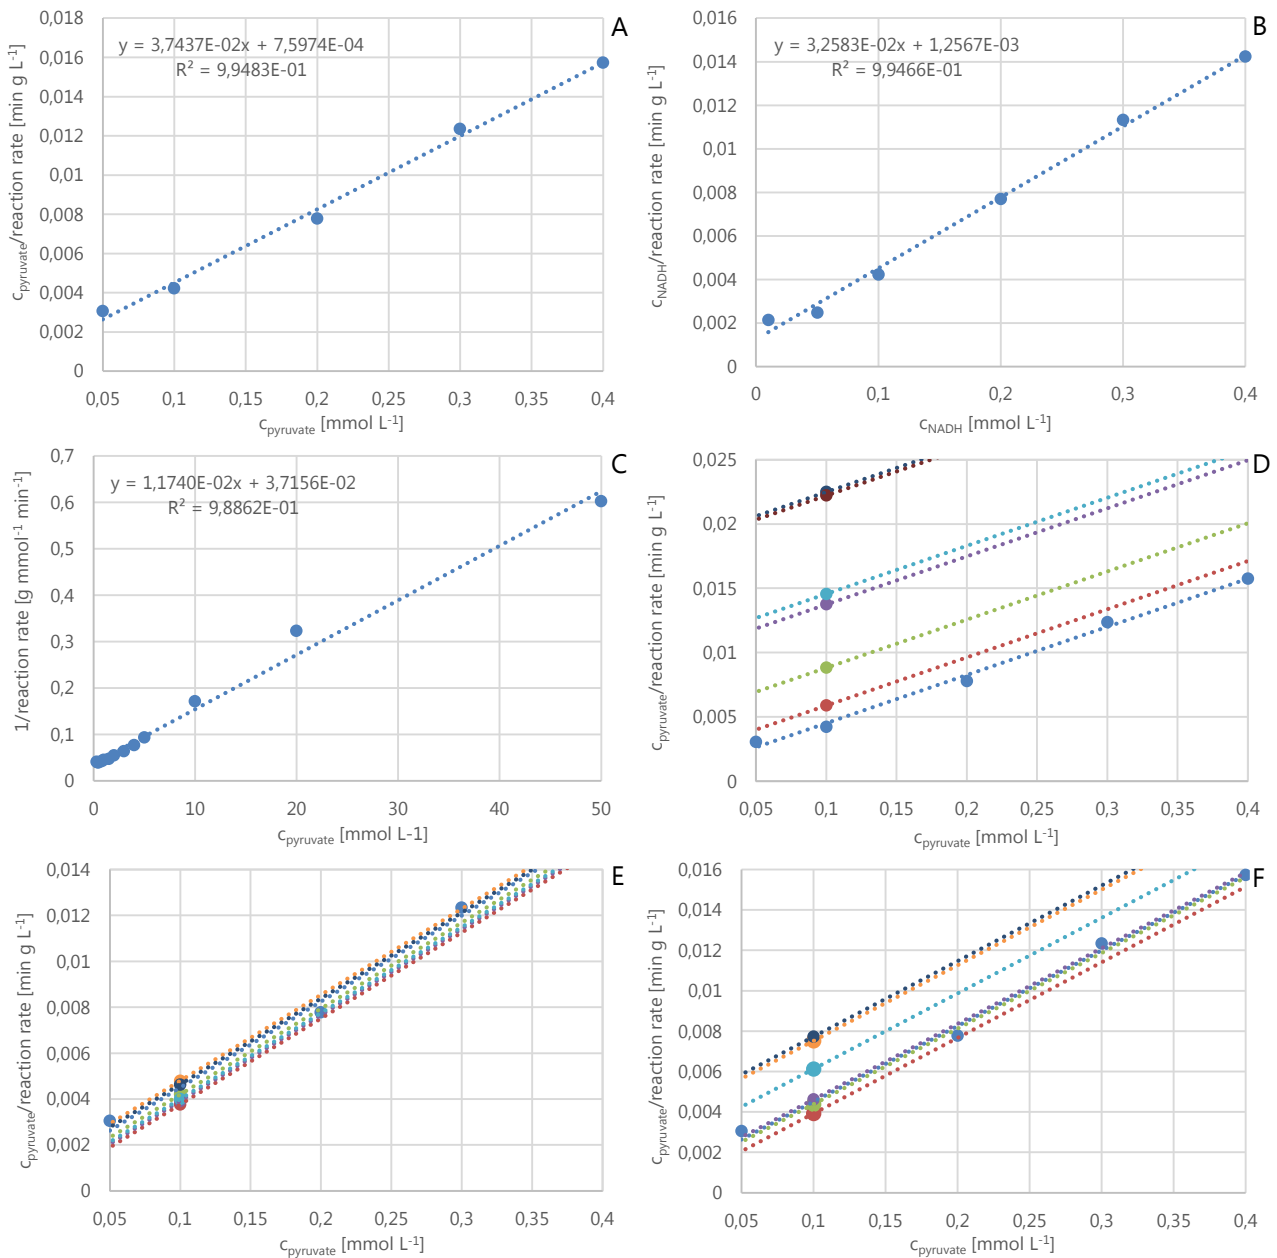 A
y = 3,7437E-02x + 7,5974E-04
R² = 9,9483E-01
c_pyruvate/reaction rate [min g L⁻¹]
0,018
0,016
0,014
0,012
0,01
0,008
0,006
0,004
0,002
0
0,05 0,1 0,15 0,2 0,25 0,3 0,35 0,4
c_pyruvate [mmol L⁻¹]
B
y = 3,2583E-02x + 1,2567E-03
R² = 9,9466E-01
c_NADH/reaction rate [min g L⁻¹]
0,016
0,014
0,012
0,01
0,008
0,006
0,004
0,002
0
0 0,1 0,2 0,3 0,4
c_NADH [mmol L⁻¹]
C
y = 1,1740E-02x + 3,7156E-02
R² = 9,8862E-01
1/reaction rate [g mmol⁻¹ min⁻¹]
0,7
0,6
0,5
0,4
0,3
0,2
0,1
0
0 10 20 30 40 50
c_pyruvate [mmol L-1]
D
c_pyruvate/reaction rate [min g L⁻¹]
0,025
0,02
0,015
0,01
0,005
0
0,05 0,1 0,15 0,2 0,25 0,3 0,35 0,4
c_pyruvate [mmol L⁻¹]
E
c_pyruvate/reaction rate [min g L⁻¹]
0,014
0,012
0,01
0,008
0,006
0,004
0,002
0
0,05 0,1 0,15 0,2 0,25 0,3 0,35 0,4
c_pyruvate [mmol L⁻¹]
F
c_pyruvate/reaction rate [min g L⁻¹]
0,016
0,014
0,012
0,01
0,008
0,006
0,004
0,002
0
0,05 0,1 0,15 0,2 0,25 0,3 0,35 0,4
c_pyruvate [mmol L⁻¹]